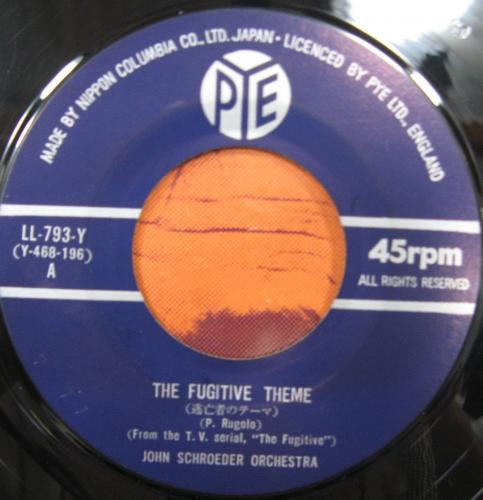 MADE BY NIPPON COLUMBIA CO., LTD. JAPAN - LICENCED BY PYE LTD., ENGLAND
PYE
LL-793-Y
(Y-468-196)
A
45rpm
ALL RIGHTS RESERVED
THE FUGITIVE THEME
(逃亡者のテーマ)
(P. Rugolo)
(From the T.V. serial, "The Fugitive")
JOHN SCHROEDER ORCHESTRA